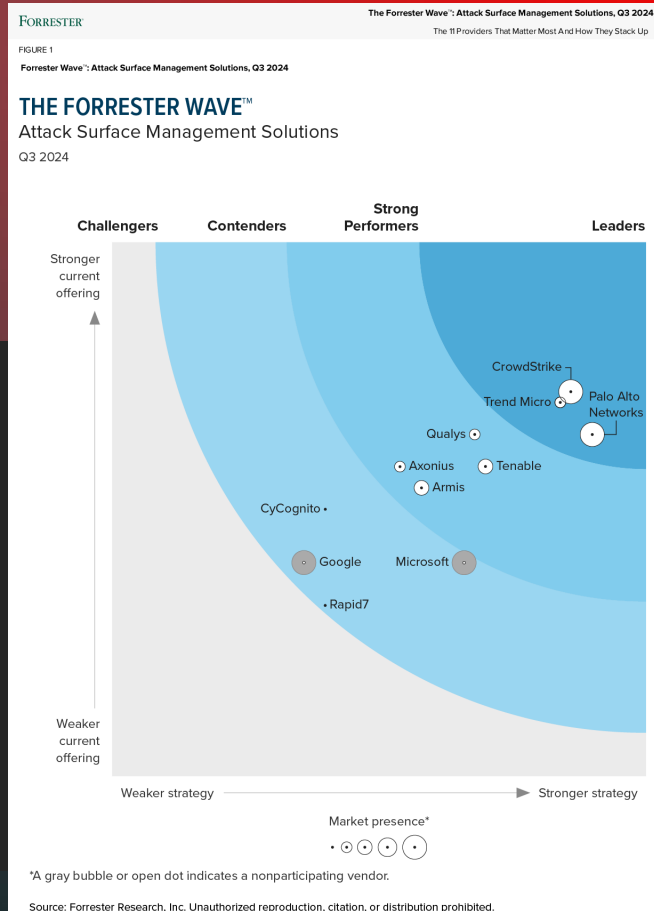 FORRESTER®
The Forrester Wave™: Attack Surface Management Solutions, Q3 2024
The 11 Providers That Matter Most And How They Stack Up
FIGURE 1
Forrester Wave™: Attack Surface Management Solutions, Q3 2024
THE FORRESTER WAVE™
Attack Surface Management Solutions
Q3 2024
Challengers
Contenders
Strong
Performers
Leaders
Stronger
current
offering
CrowdStrike
Trend Micro
Palo Alto
Networks
Qualys
Axonius
Tenable
Armis
CyCognito
Google
Microsoft
Rapid7
Weaker
current
offering
Weaker strategy
Stronger strategy
Market presence*
*A gray bubble or open dot indicates a nonparticipating vendor.
Source: Forrester Research, Inc. Unauthorized reproduction, citation, or distribution prohibited.